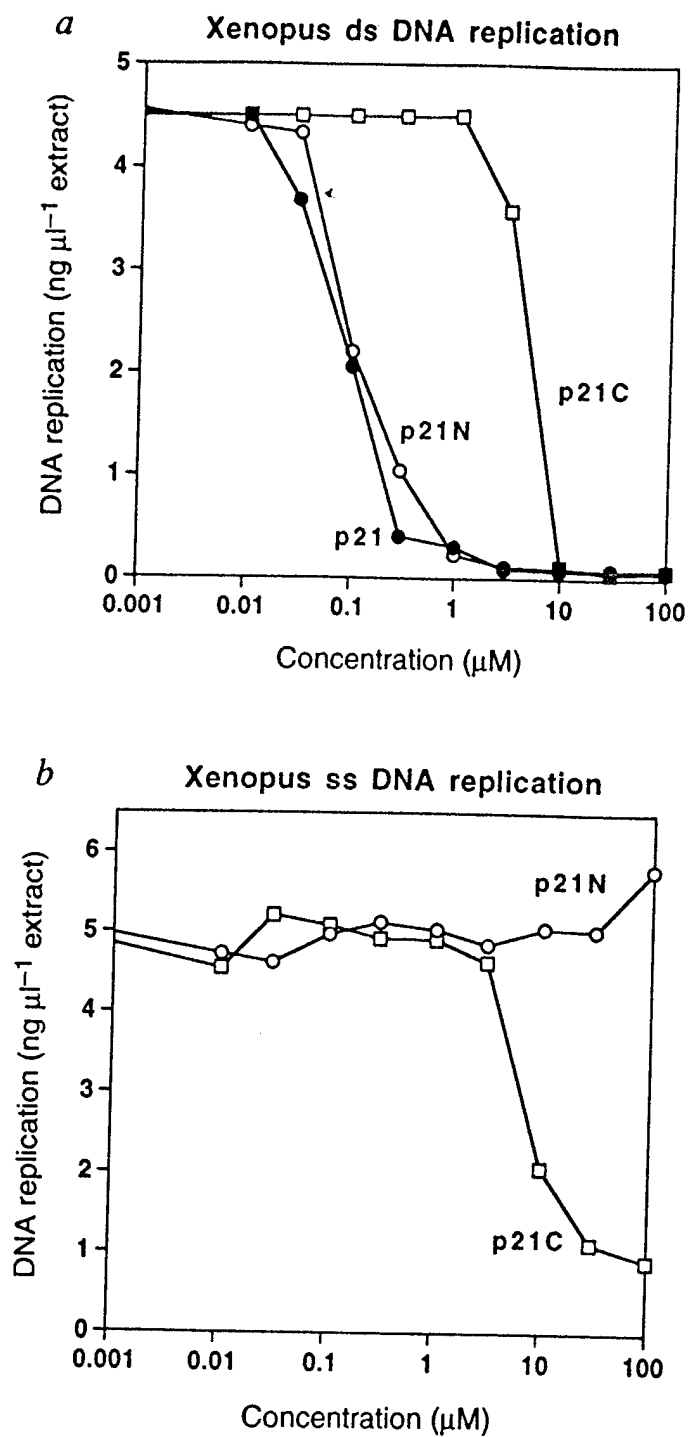 a
Xenopus ds DNA replication
DNA replication (ng µl⁻¹ extract)
5
4
3
2
1
0
p21C
p21N
p21
0.001 0.01 0.1 1 10 100
Concentration (µM)
b
Xenopus ss DNA replication
DNA replication (ng µl⁻¹ extract)
6
5
4
3
2
1
0
p21N
p21C
0.001 0.01 0.1 1 10 100
Concentration (µM)